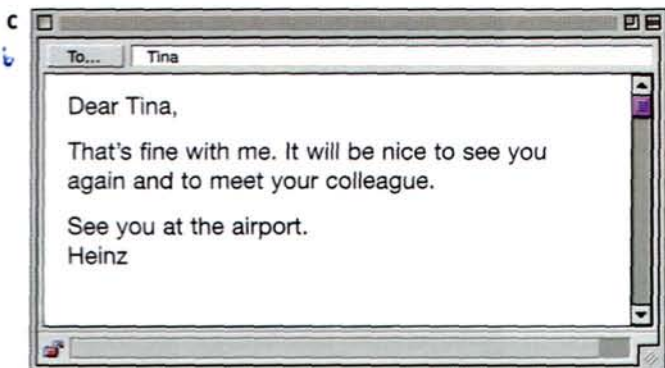 C
6
To... Tina
Dear Tina,
That's fine with me. It will be nice to see you
again and to meet your colleague.
See you at the airport.
Heinz